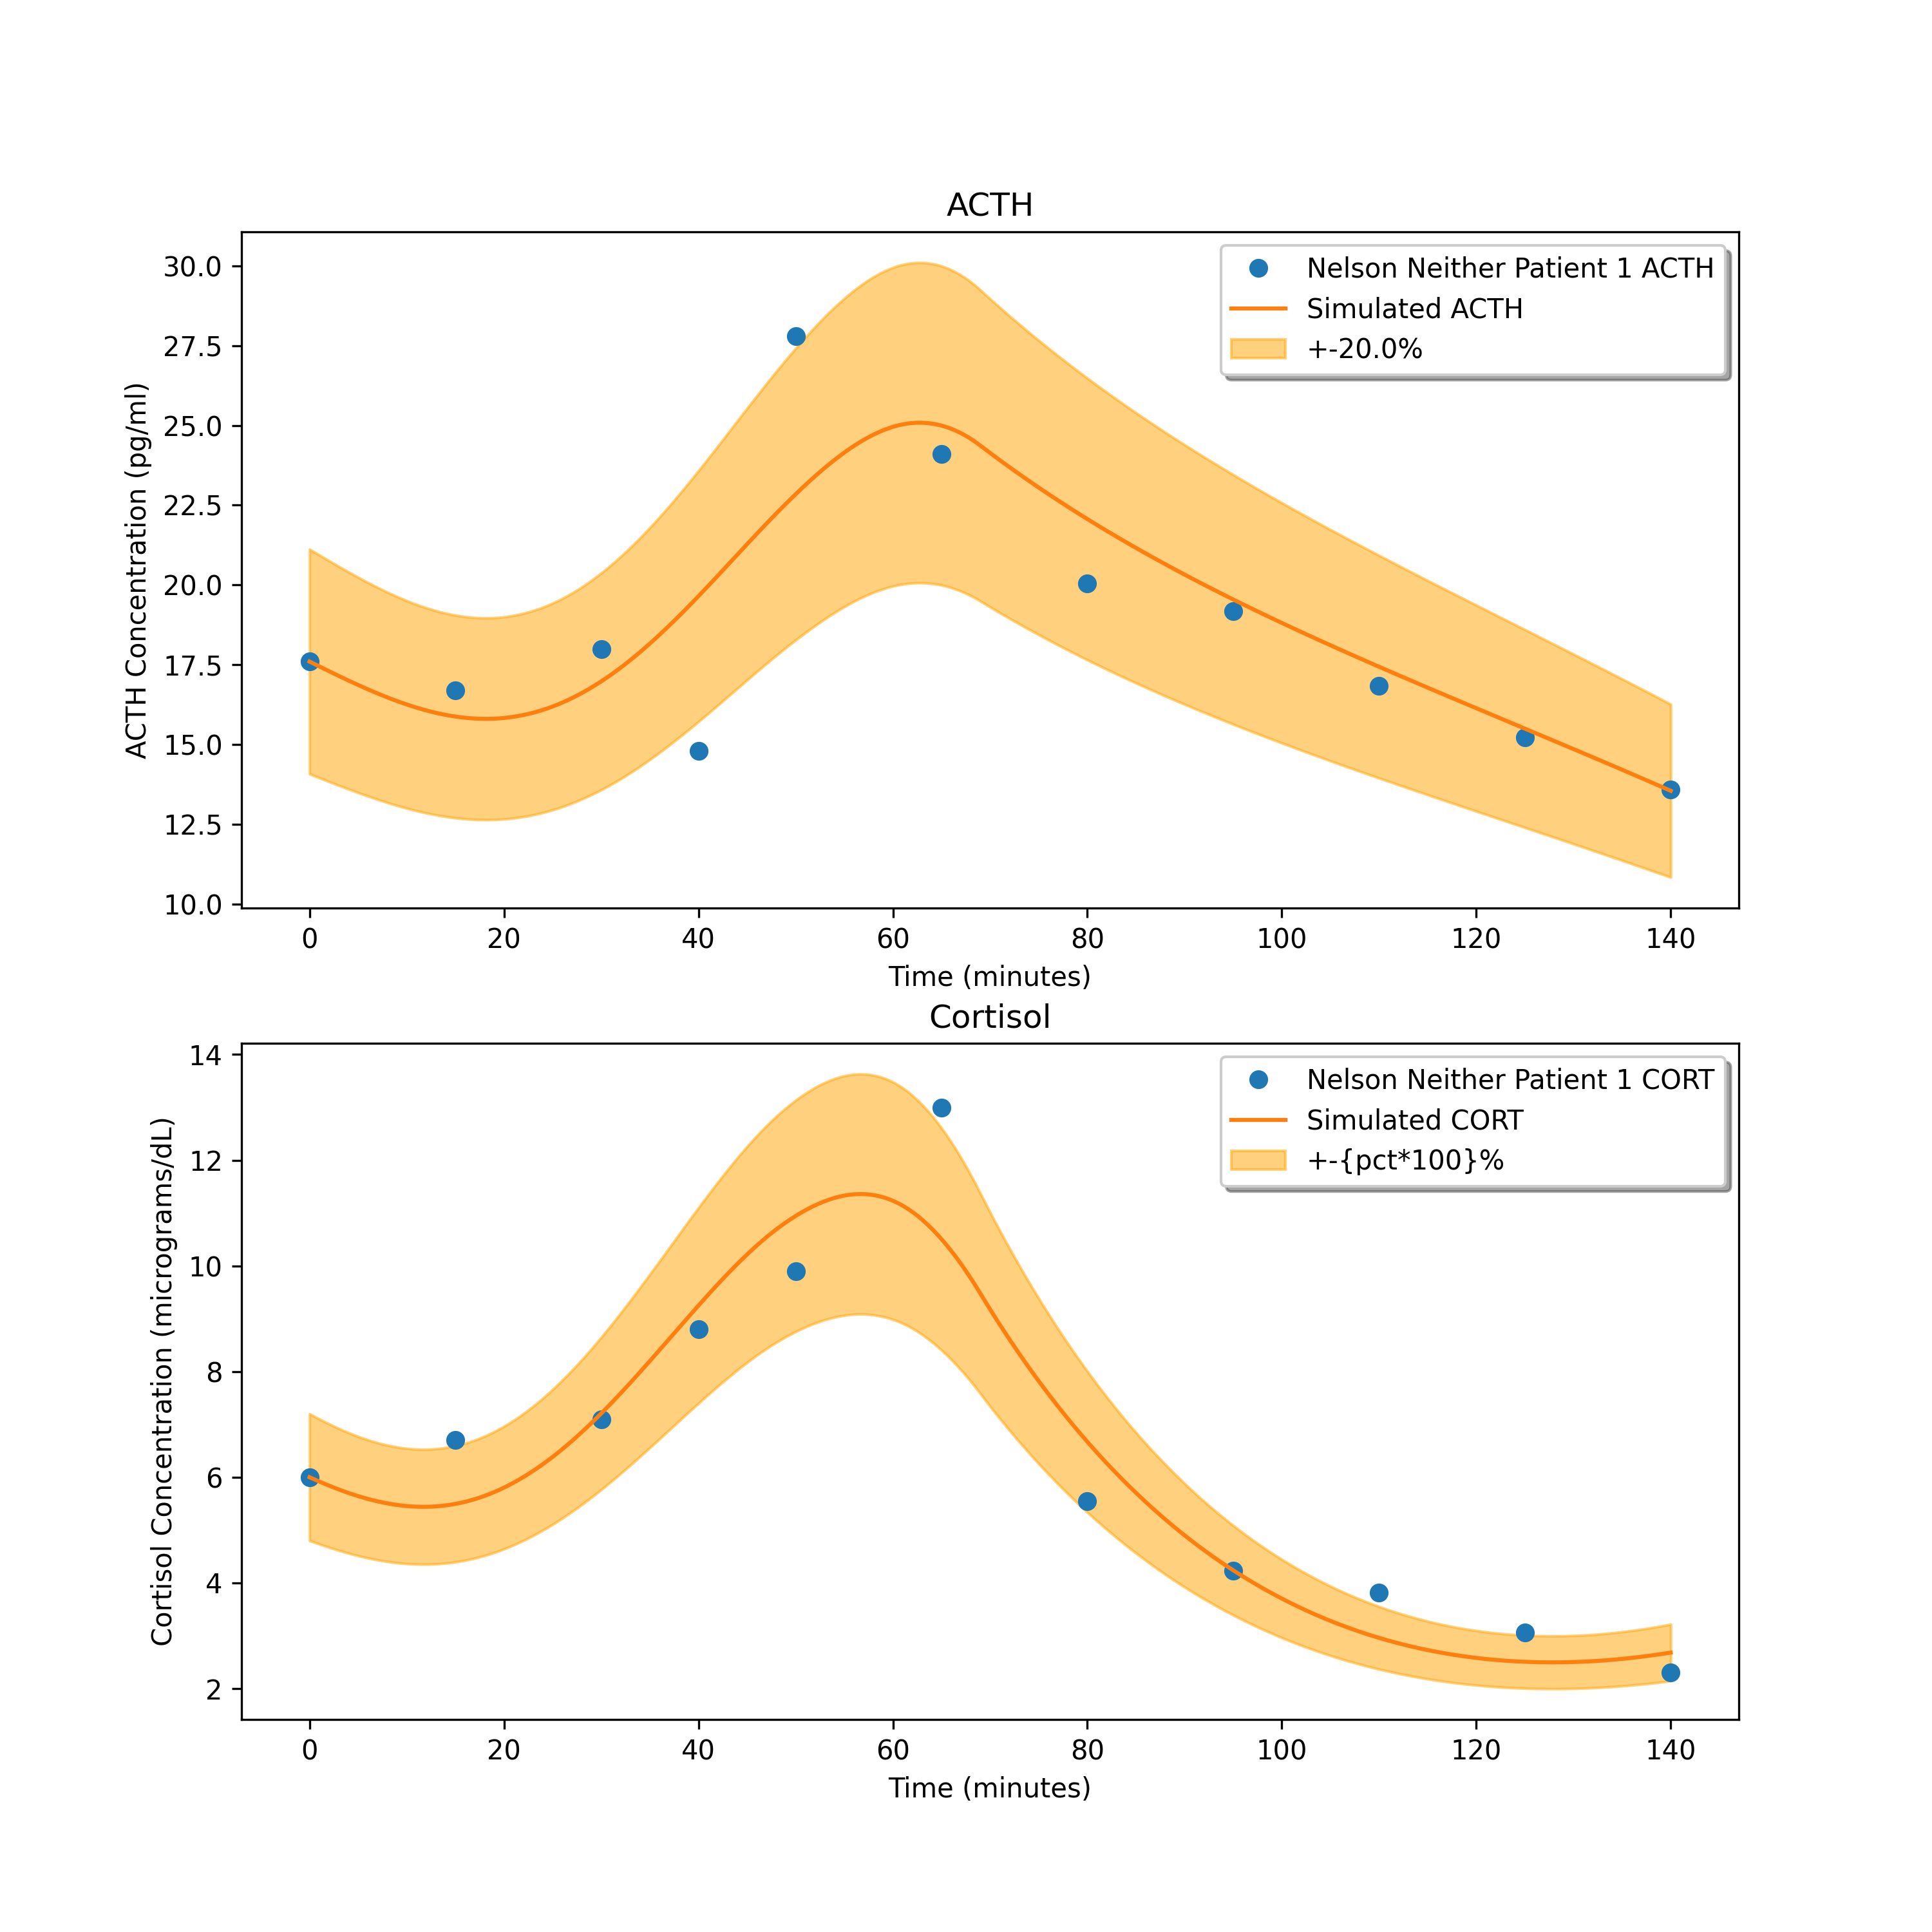 ACTH
Nelson Neither Patient 1 ACTH
Simulated ACTH
+-20.0%
ACTH Concentration (pg/ml)
30.0
27.5
25.0
22.5
20.0
17.5
15.0
12.5
10.0
0 20 40 60 80 100 120 140
Time (minutes)
Cortisol
Nelson Neither Patient 1 CORT
Simulated CORT
+-{pct*100}%
Cortisol Concentration (micrograms/dL)
14
12
10
8
6
4
2
0 20 40 60 80 100 120 140
Time (minutes)